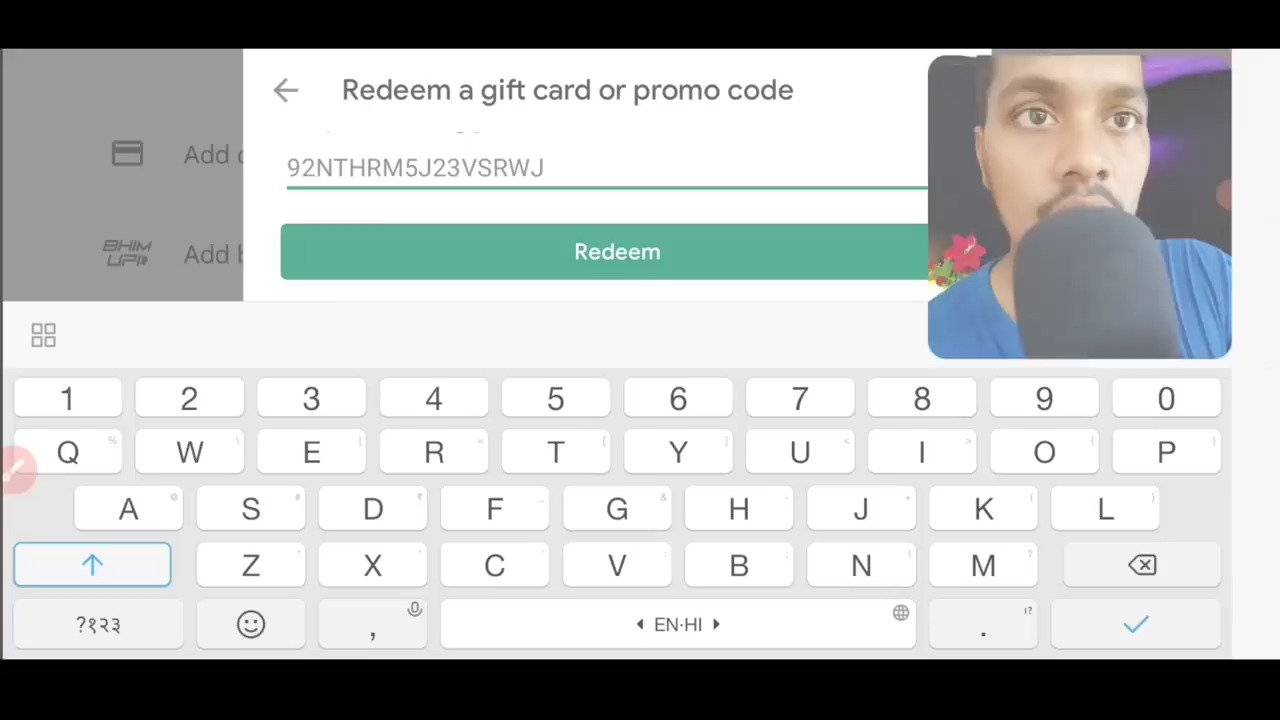 Redeem a gift card or promo code
Add
92NTHRM5J23VSRWJ
BHIM
UPI
Add
Redeem
1 2 3 4 5 6 7 8 9 0
Q W E R T Y U I O P
A S D F G H J K L
Z X C V B N M
?१२३ , EN·HI . !?